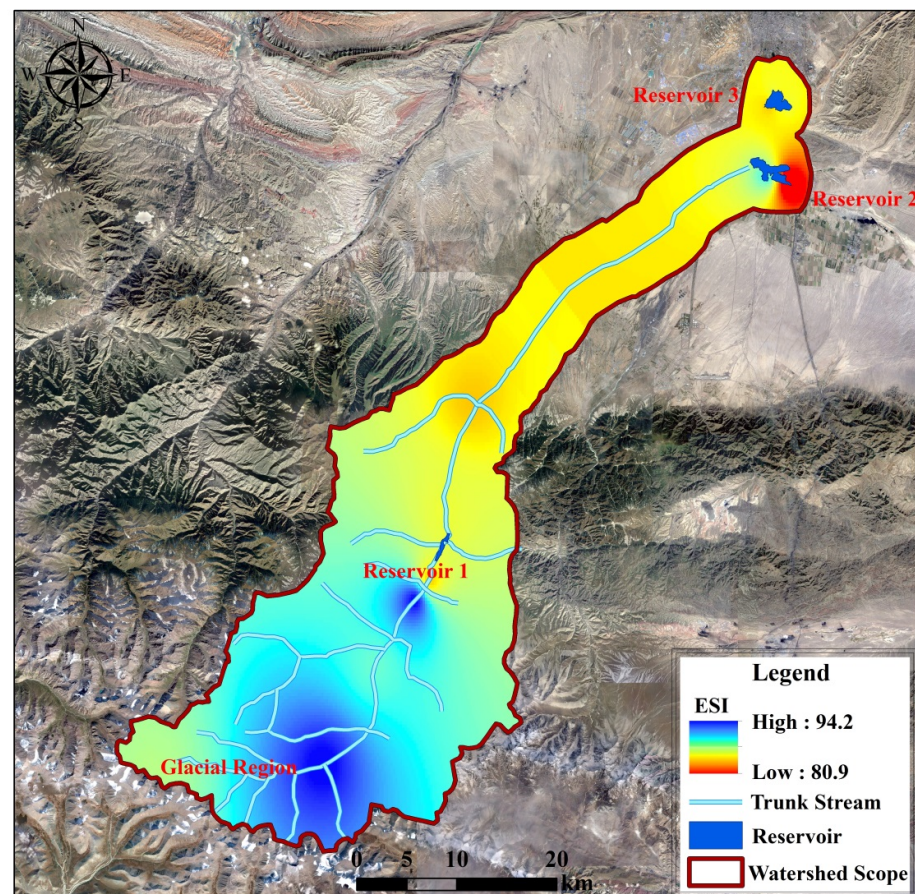 N
W E
S
Reservoir 3
Reservoir 2
Reservoir 1
Glacial Region
Legend
ESI
High : 94.2
Low : 80.9
Trunk Stream
Reservoir
Watershed Scope
0 5 10 20
km